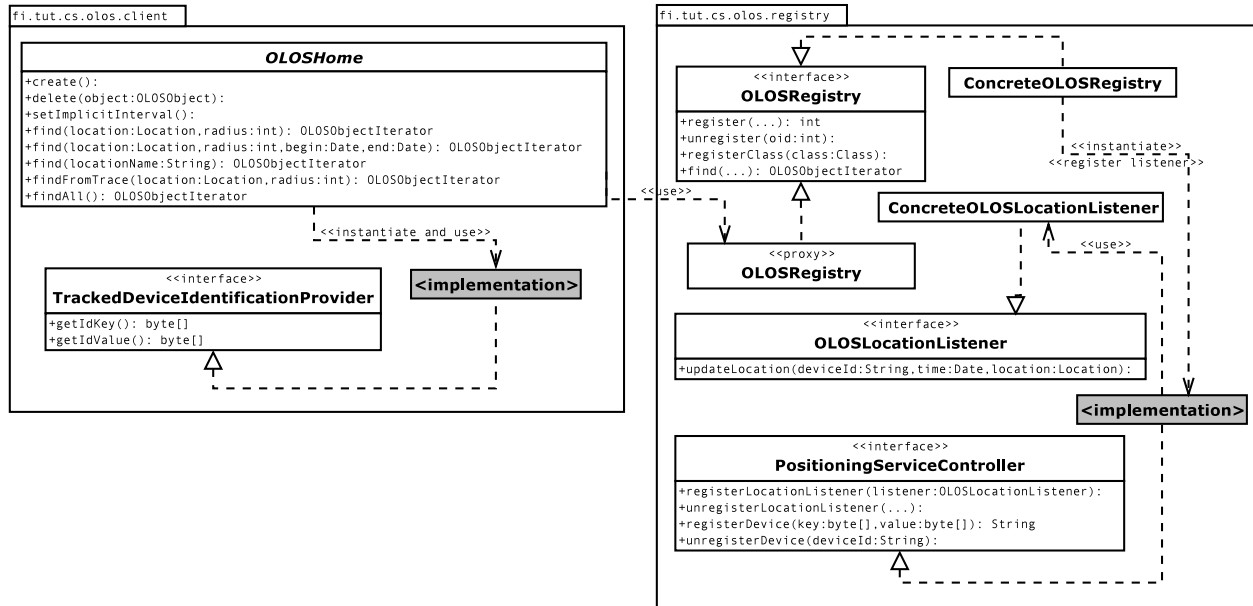 fi.tut.cs.olos.client
OLOSHome
+create():
+delete(object:OLOSObject):
+setImplicitInterval():
+find(location:Location,radius:int): OLOSObjectIterator
+find(location:Location,radius:int,begin:Date,end:Date): OLOSObjectIterator
+find(locationName:String): OLOSObjectIterator
+findFromTrace(location:Location,radius:int): OLOSObjectIterator
+findAll(): OLOSObjectIterator
<<instantiate and use>>
<implementation>
<<interface>>
TrackedDeviceIdentificationProvider
+getIdKey(): byte[]
+getIdValue(): byte[]
<<use>>
fi.tut.cs.olos.registry
<<interface>>
OLOSRegistry
+register(...): int
+unregister(oid:int):
+registerClass(class:Class):
+find(...): OLOSObjectIterator
ConcreteOLOSRegistry
<<instantiate>>
<<register listener>>
ConcreteOLOSLocationListener
<<proxy>>
OLOSRegistry
<<use>>
<<interface>>
OLOSLocationListener
+updateLocation(deviceId:String,time:Date,location:Location):
<implementation>
<<interface>>
PositioningServiceController
+registerLocationListener(listener:OLOSLocationListener):
+unregisterLocationListener(...):
+registerDevice(key:byte[],value:byte[]): String
+unregisterDevice(deviceId:String):